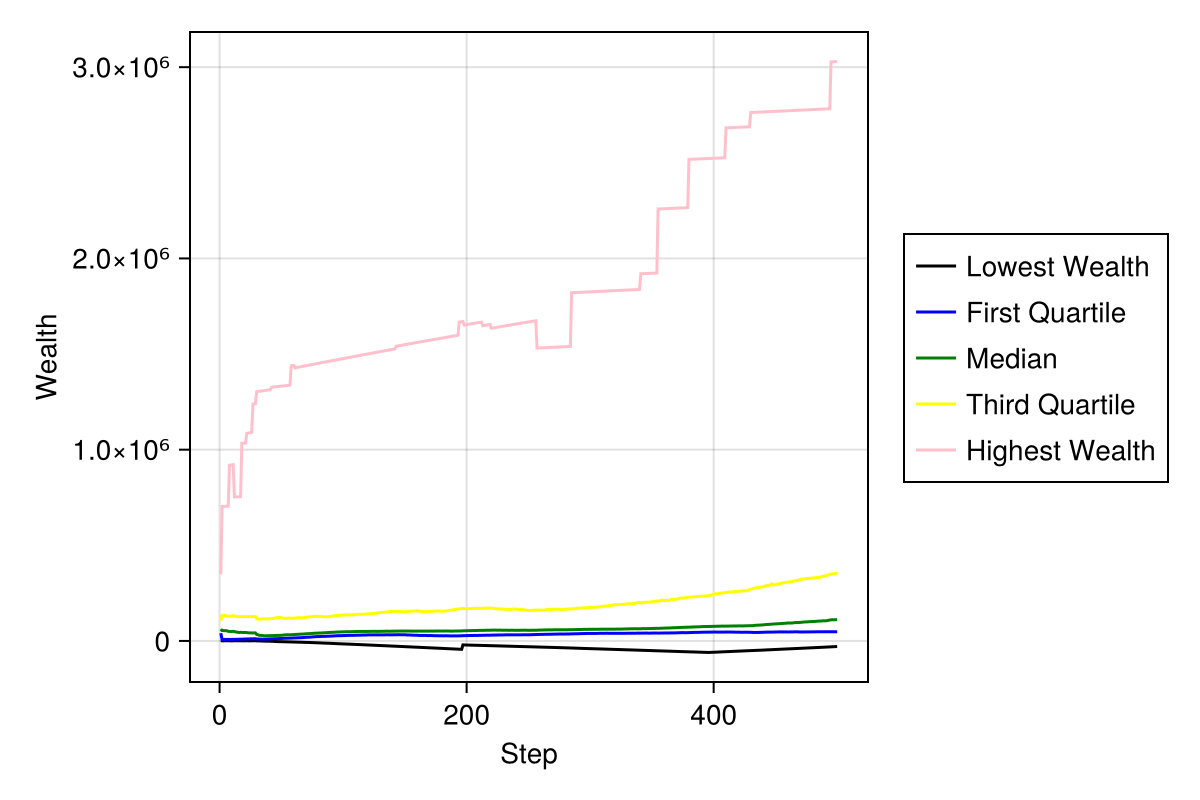 Wealth
3.0×10⁶
2.0×10⁶
1.0×10⁶
0
0 200 400
Step
Lowest Wealth
First Quartile
Median
Third Quartile
Highest Wealth